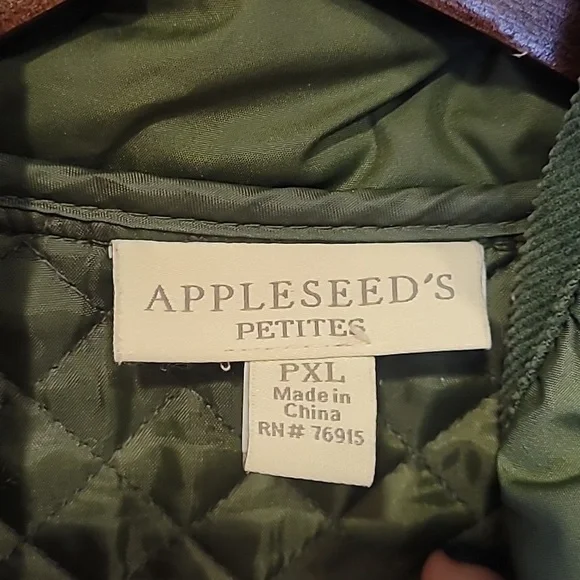 APPLESEED'S
PETITES
PXL
Made in
China
RN# 76915